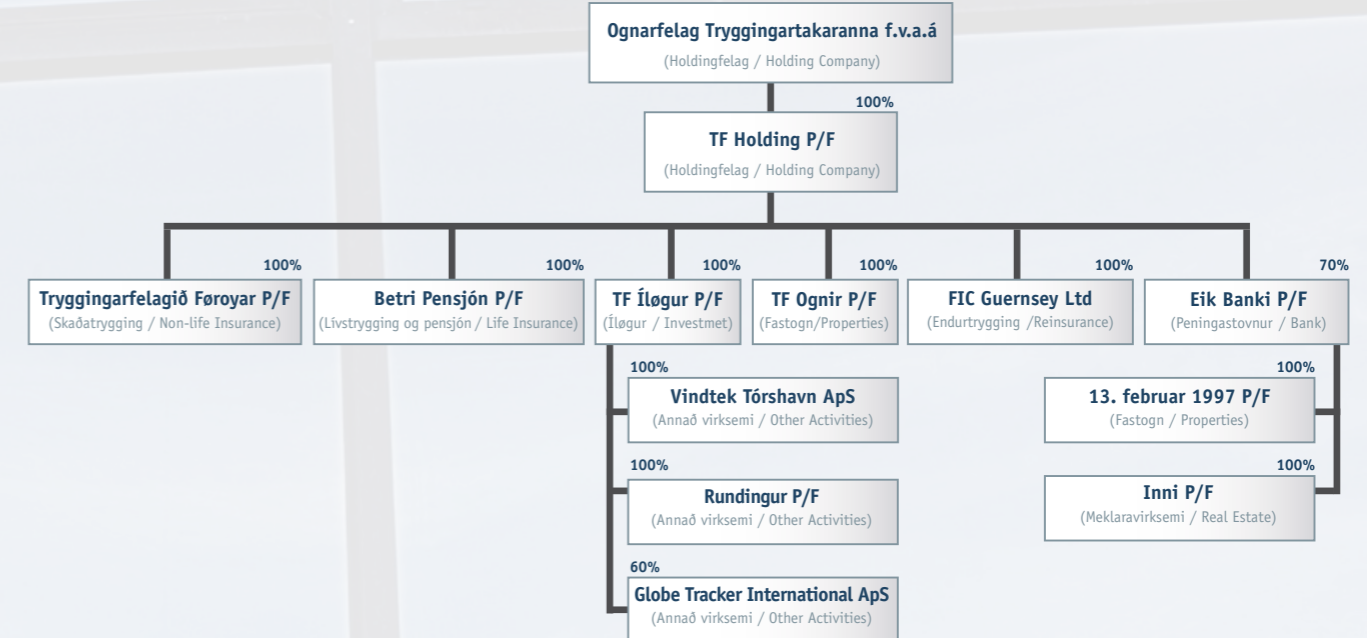 Ognarfelag Tryggingartakaranna f.v.a.á
(Holdingfelag / Holding Company)
100%
TF Holding P/F
(Holdingfelag / Holding Company)
100%
Tryggingarfelagið Føroyar P/F
(Skaðatrygging / Non-life Insurance)
100%
Betri Pensjón P/F
(Livstrygging og pensjón / Life Insurance)
100%
TF Íløgur P/F
(Íløgur / Investmet)
100%
TF Ognir P/F
(Fastogn/Properties)
100%
FIC Guernsey Ltd
(Endurtrygging /Reinsurance)
70%
Eik Banki P/F
(Peningastovnur / Bank)
100%
Vindtek Tórshavn ApS
(Annað virksemi / Other Activities)
100%
Rundingur P/F
(Annað virksemi / Other Activities)
60%
Globe Tracker International ApS
(Annað virksemi / Other Activities)
100%
13. februar 1997 P/F
(Fastogn / Properties)
100%
Inni P/F
(Meklaravirksemi / Real Estate)